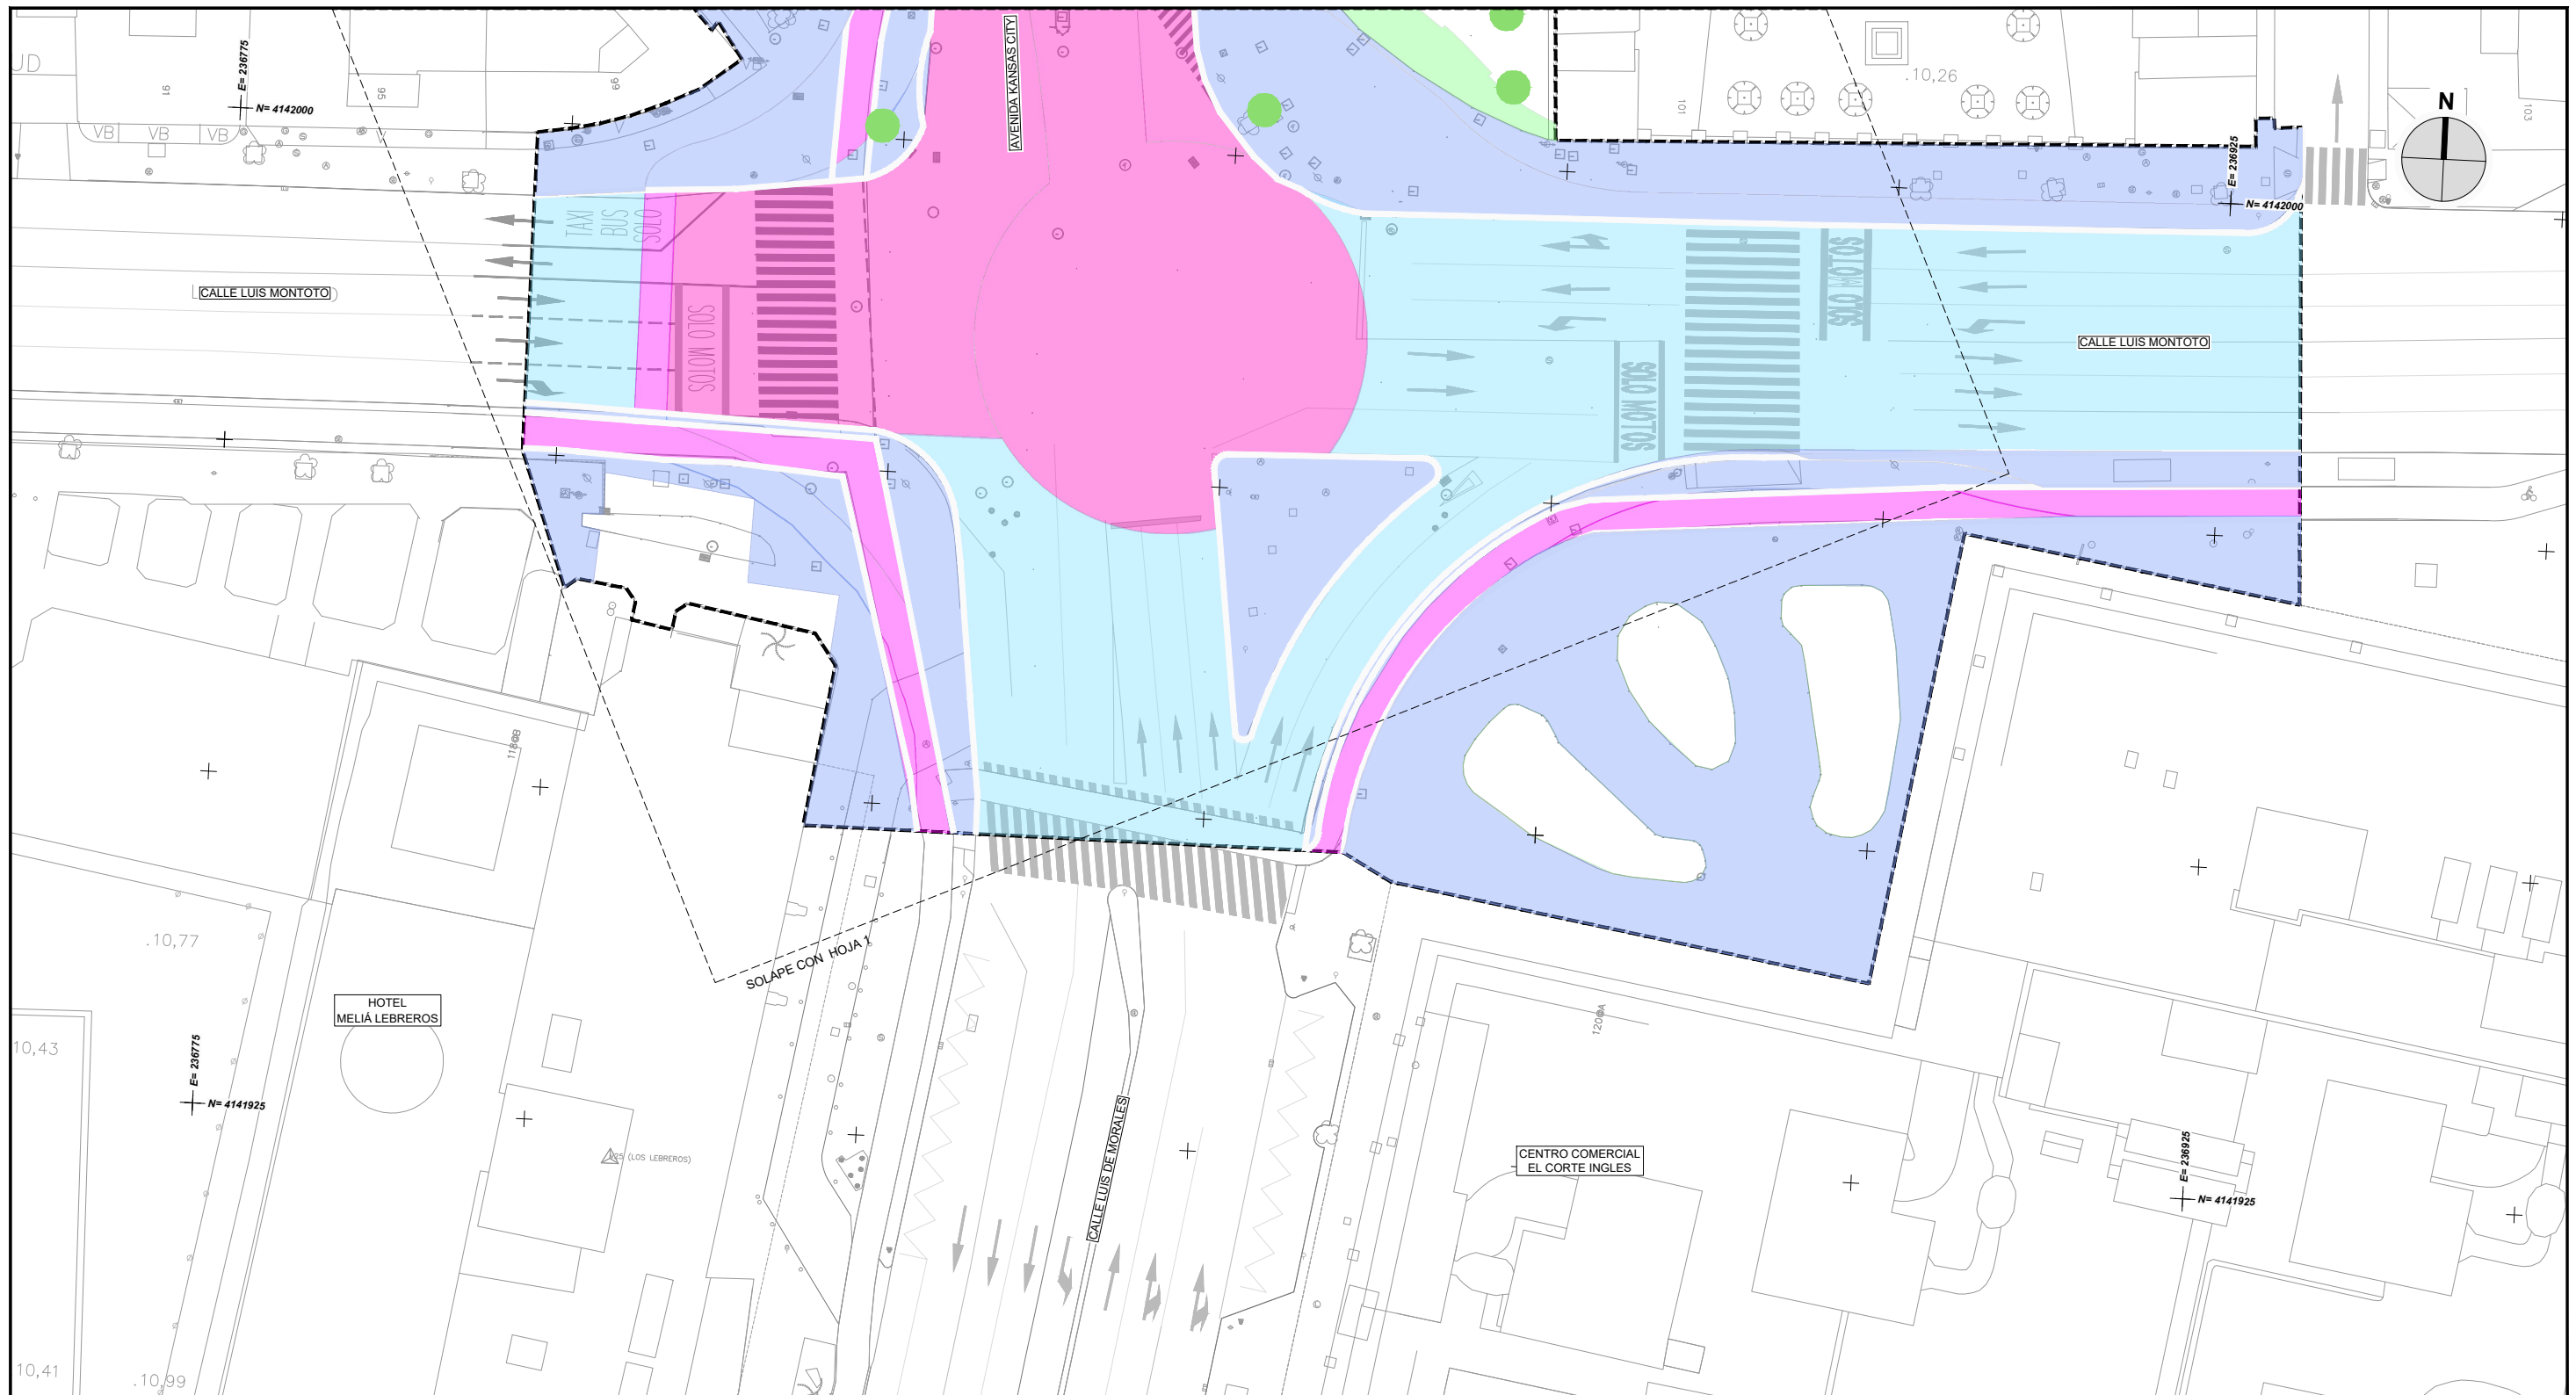 AVENIDA KANSAS CITY
UD
91
95
99
VB
VB
VB
VB
V
E= 236775
N= 4142000
.10,26
101
103
N
E= 236925
N= 4142000
TAXI
BUS
SOLO
SOLO MOTOS
SOLO MOTOS
SOLO MOTOS
CALLE LUIS MONTOTO
CALLE LUIS MONTOTO
.10,77
SOLAPE CON HOJA 1
HOTEL
MELIÁ LEBREROS
10,43
E= 236775
N= 4141925
(LOS LEBREROS)
CALLE LUIS DE MORALES
CENTRO COMERCIAL
EL CORTE INGLES
E= 236925
N= 4141925
10,41
.10,99